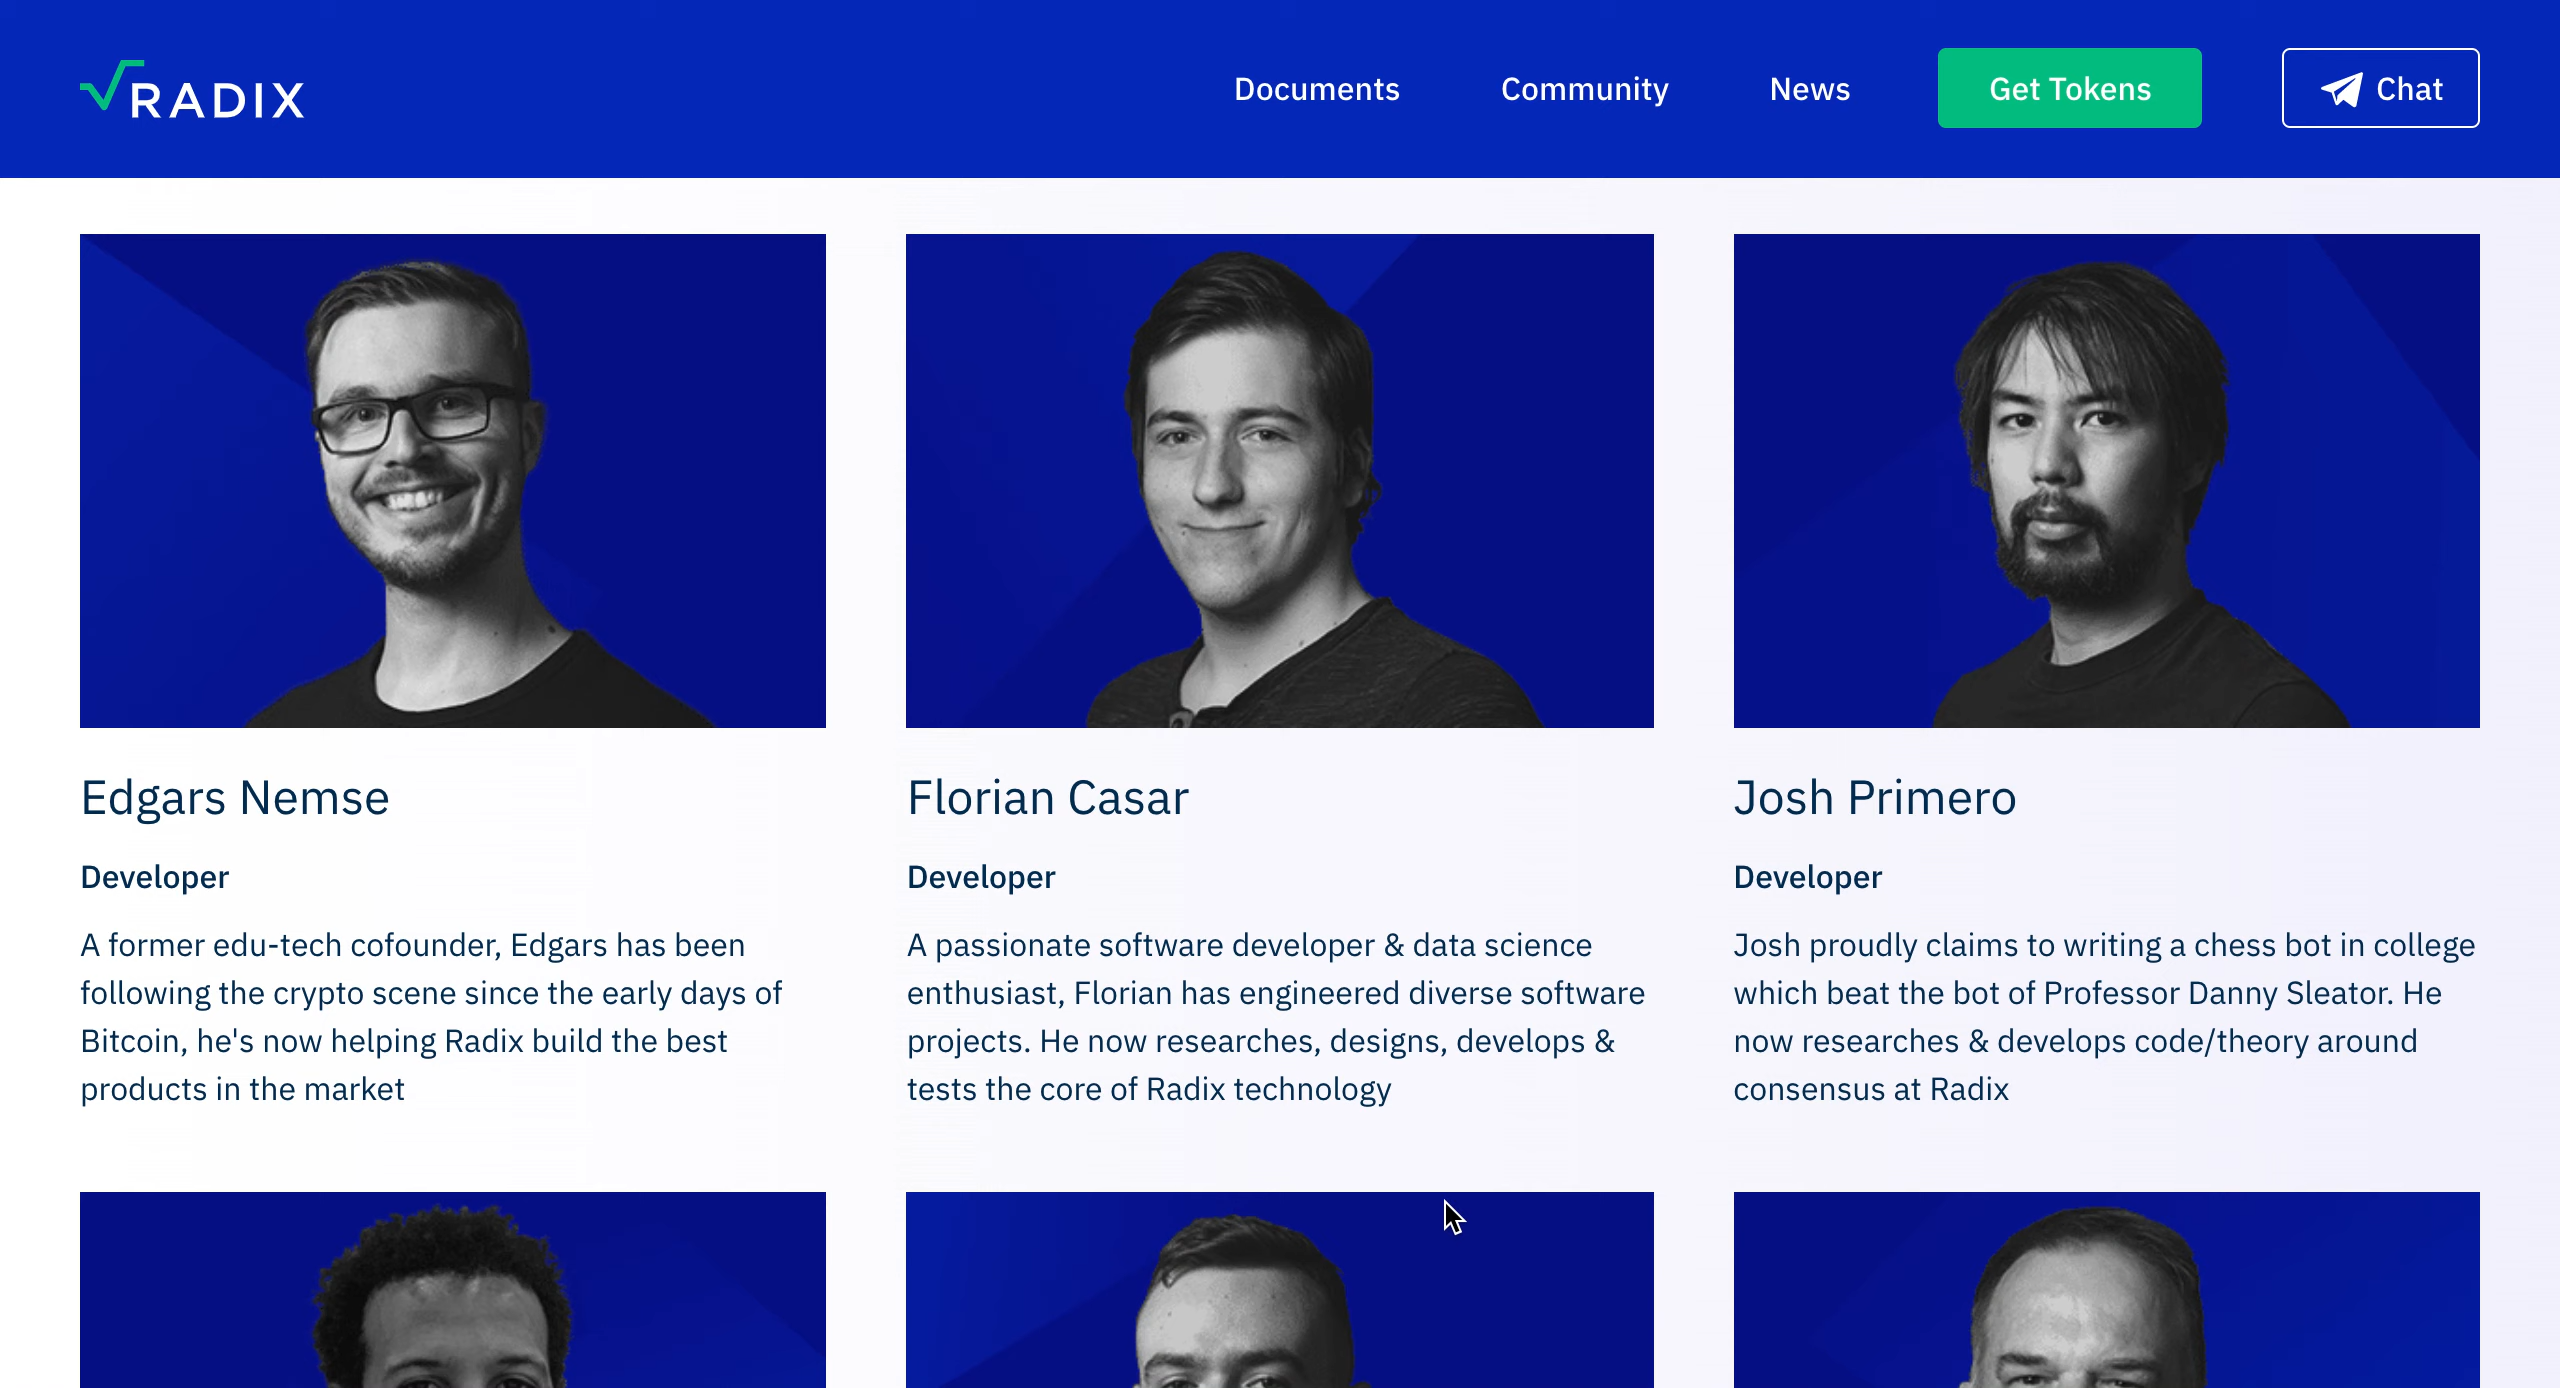 RADIX
Documents
Community
News
Get Tokens
Chat
Edgars Nemse
Developer
A former edu-tech cofounder, Edgars has been
following the crypto scene since the early days of
Bitcoin, he's now helping Radix build the best
products in the market
Florian Casar
Developer
A passionate software developer & data science
enthusiast, Florian has engineered diverse software
projects. He now researches, designs, develops &
tests the core of Radix technology
Josh Primero
Developer
Josh proudly claims to writing a chess bot in college
which beat the bot of Professor Danny Sleator. He
now researches & develops code/theory around
consensus at Radix